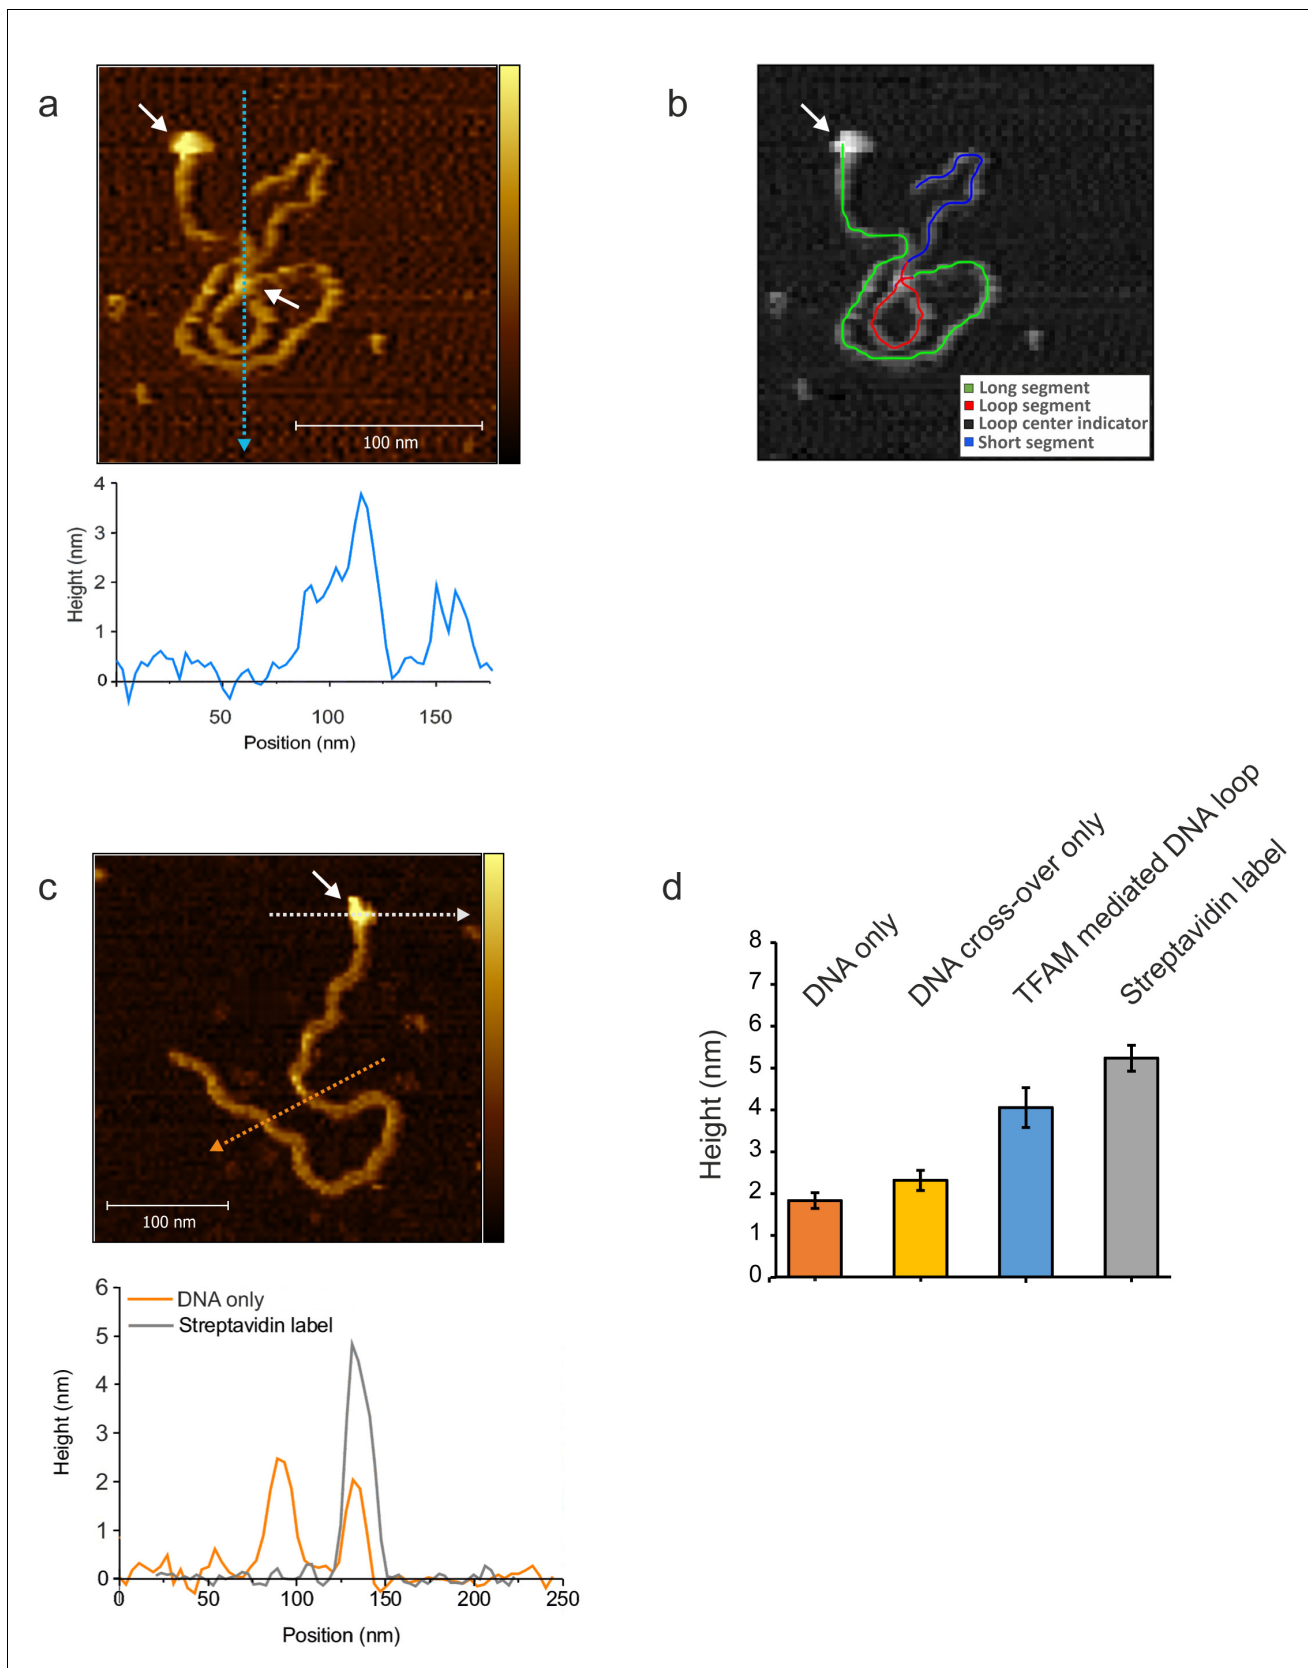 a
100 nm
b
Long segment
Loop segment
Loop center indicator
Short segment
4
3
2
1
0
Height (nm)
50
100
150
Position (nm)
c
100 nm
6
5
4
3
2
1
0
Height (nm)
DNA only
Streptavidin label
0
50
100
150
200
250
Position (nm)
d
DNA only
DNA cross-over only
TFAM mediated DNA loop
Streptavidin label
8
7
6
5
4
3
2
1
0
Height (nm)